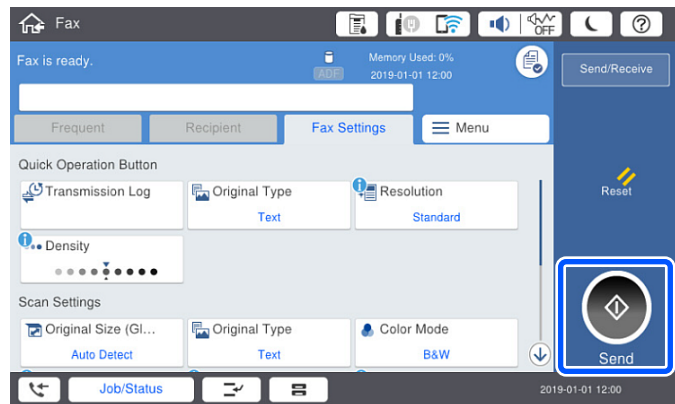 Fax
OFF
?
Fax is ready.
Memory Used: 0%
ADF
2019-01-01 12:00
Send/Receive
Frequent
Recipient
Fax Settings
Menu
Quick Operation Button
Transmission Log
Original Type
Text
i
Resolution
Standard
Reset
i
Density
Scan Settings
Original Size (Gl...
Auto Detect
Original Type
Text
Color Mode
B&W
Send
Job/Status
2019-01-01 12:00